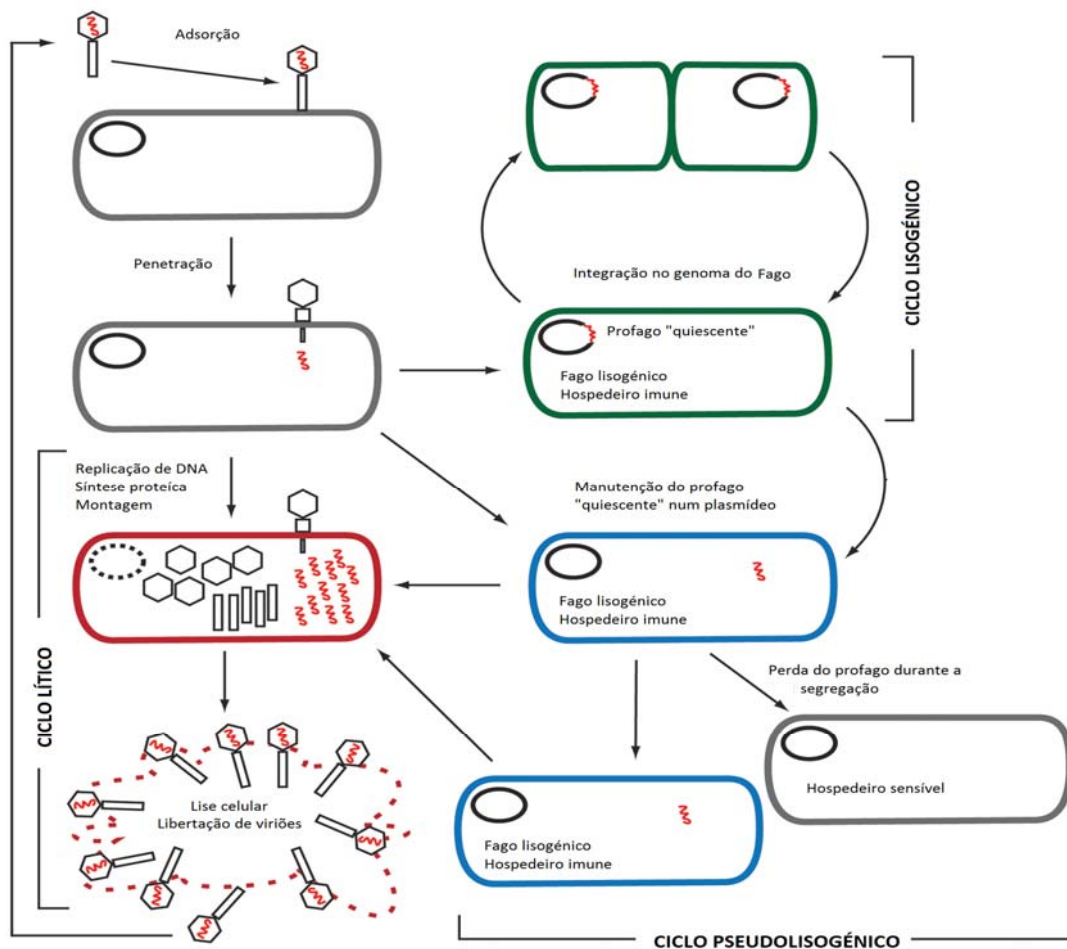 Adsorção
Penetração
Integração no genoma do Fago
Profago "quiescente"
Fago lisogénico
Hospedeiro imune
CICLO LISOGÉNICO
Replicação de DNA
Síntese proteíca
Montagem
Manutenção do profago
"quiescente" num plasmídeo
Fago lisogénico
Hospedeiro imune
Perda do profago durante a
segregação
Hospedeiro sensível
CICLO LÍTICO
Lise celular
Libertação de viriões
Fago lisogénico
Hospedeiro imune
CICLO PSEUDOLISOGÉNICO